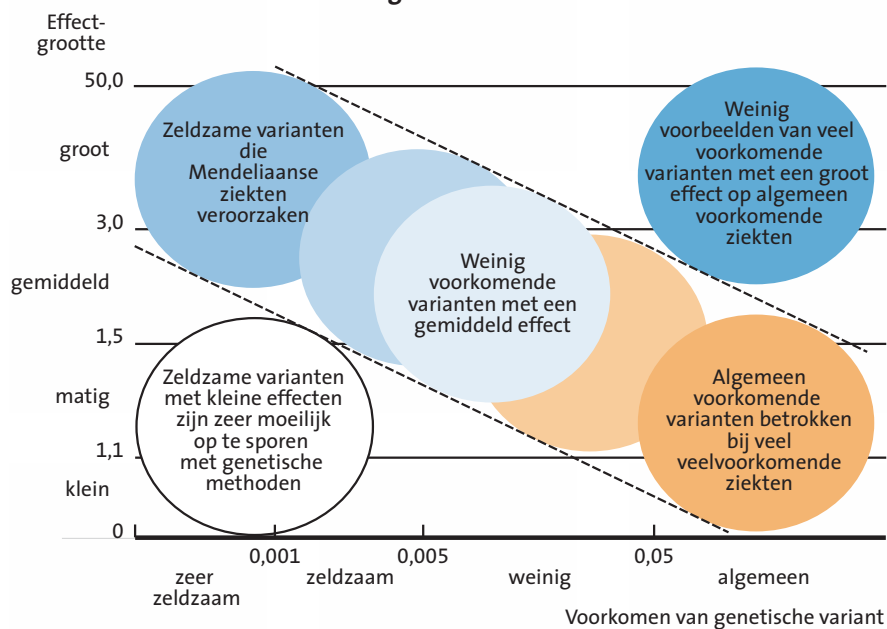 Effect-
grootte
50,0
groot
3,0
gemiddeld
1,5
matig
1,1
klein
0
Zeldzame varianten
die
Mendeliaanse
ziekten
veroorzaken
Weinig
voorbeelden van veel
voorkomende
varianten met een groot
effect op algemeen
voorkomende
ziekten
Weinig
voorkomende
varianten met een
gemiddeld effect
Zeldzame varianten
met kleine effecten
zijn zeer moeilijk
op te sporen
met genetische
methoden
Algemeen
voorkomende
varianten betrokken
bij veel
veelvoorkomende
ziekten
0,001
0,005
0,05
zeer
zeldzaam
zeldzaam
weinig
algemeen
Voorkomen van genetische variant